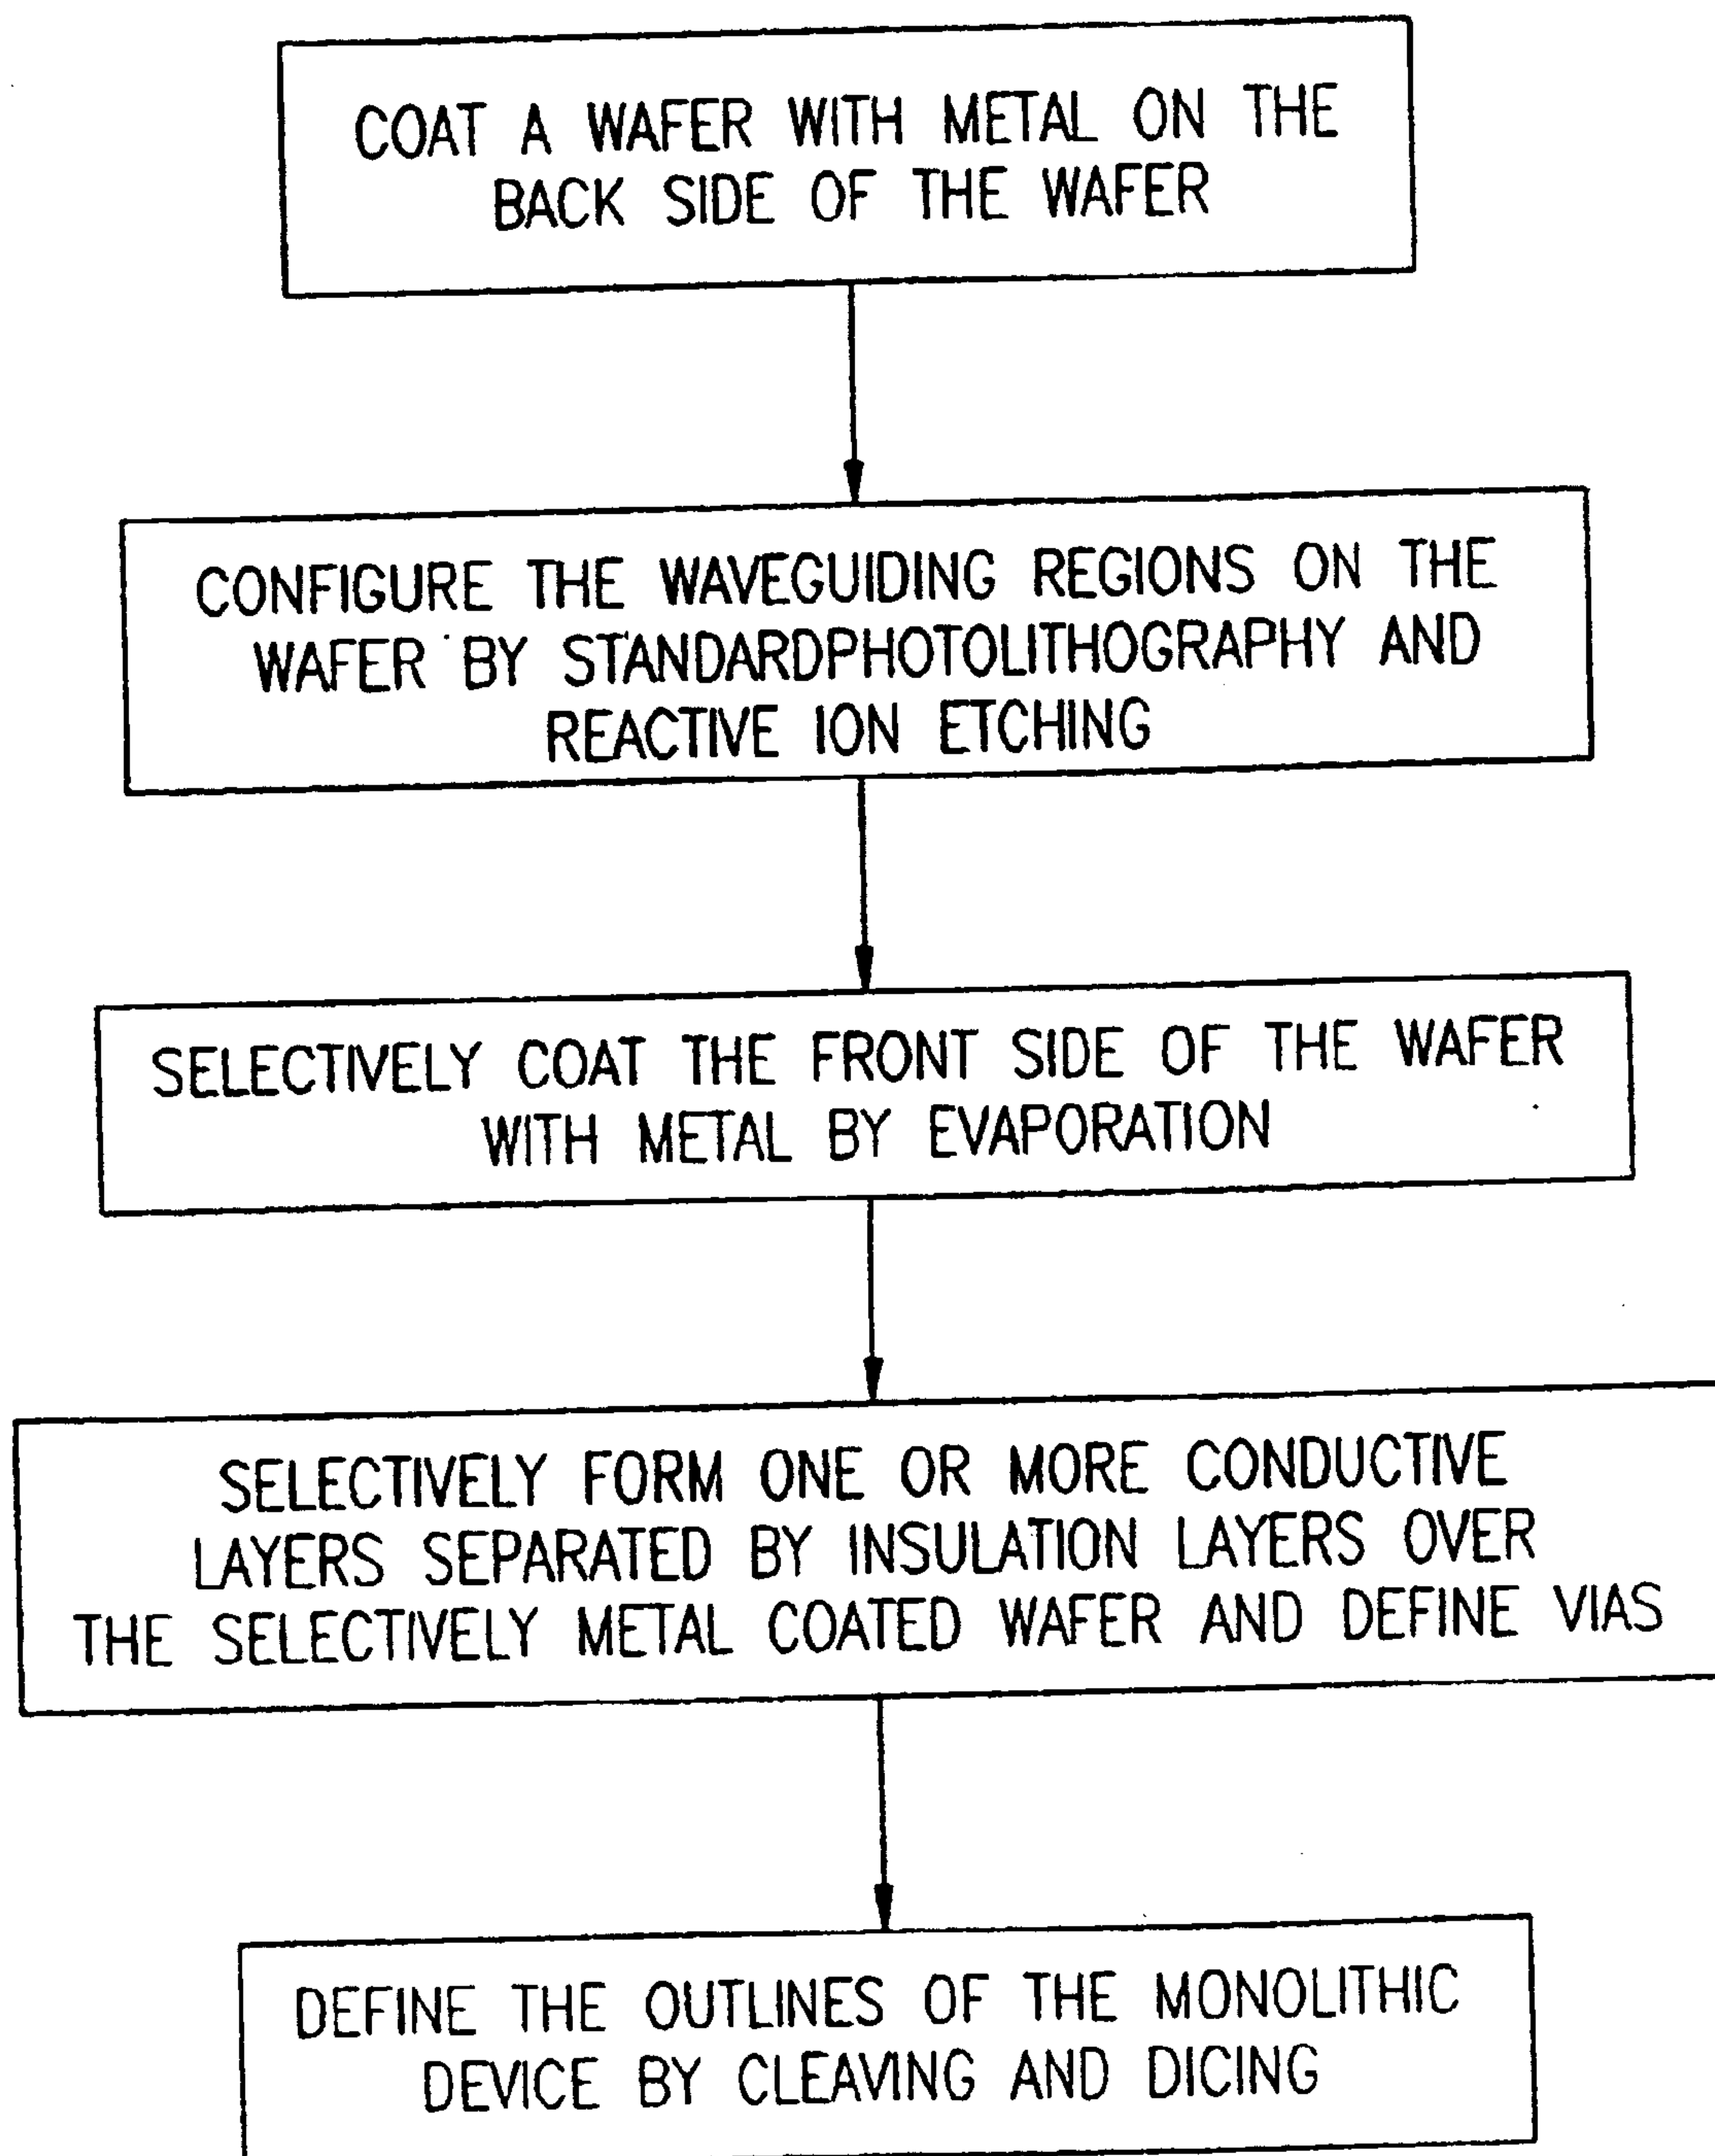 COAT A WAFER WITH METAL ON THE
BACK SIDE OF THE WAFER
CONFIGURE THE WAVEGUIDING REGIONS ON THE
WAFER BY STANDARDPHOTOLITHOGRAPHY AND
REACTIVE ION ETCHING
SELECTIVELY COAT THE FRONT SIDE OF THE WAFER
WITH METAL BY EVAPORATION
SELECTIVELY FORM ONE OR MORE CONDUCTIVE
LAYERS SEPARATED BY INSULATION LAYERS OVER
THE SELECTIVELY METAL COATED WAFER AND DEFINE VIAS
DEFINE THE OUTLINES OF THE MONOLITHIC
DEVICE BY CLEAVING AND DICING